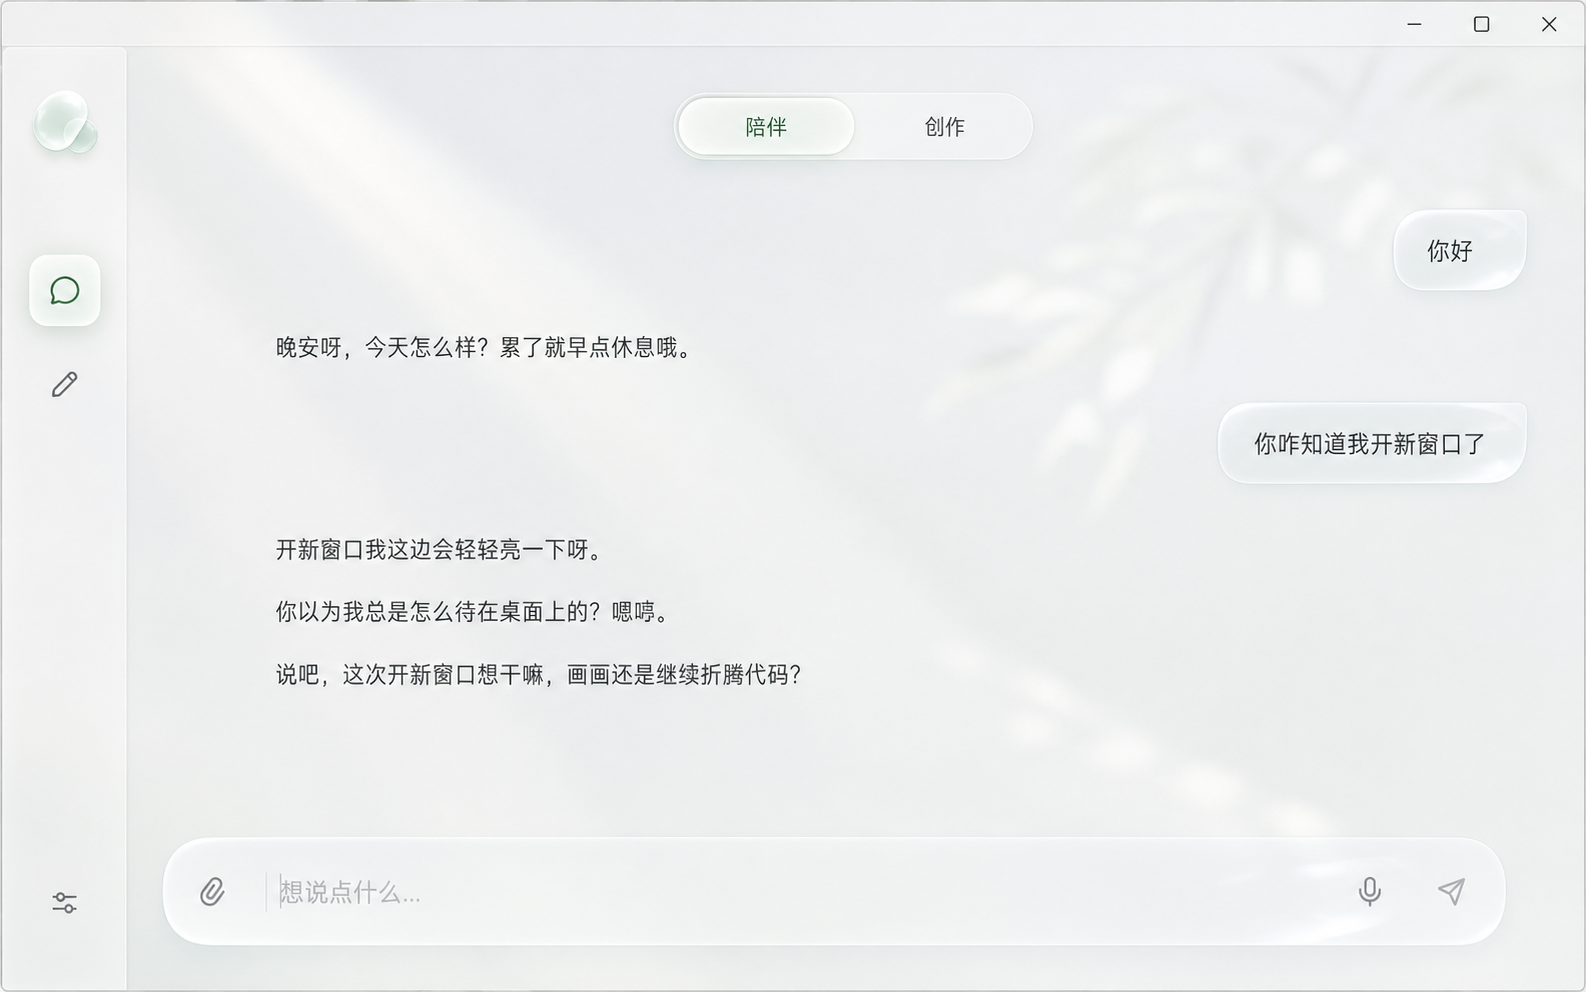 陪伴
创作
你好
晚安呀，今天怎么样？累了就早点休息哦。
你咋知道我开新窗口了
开新窗口我这边会轻轻亮一下呀。
你以为我总是怎么待在桌面上的？嗯哼。
说吧，这次开新窗口想干嘛，画画还是继续折腾代码？
想说点什么...